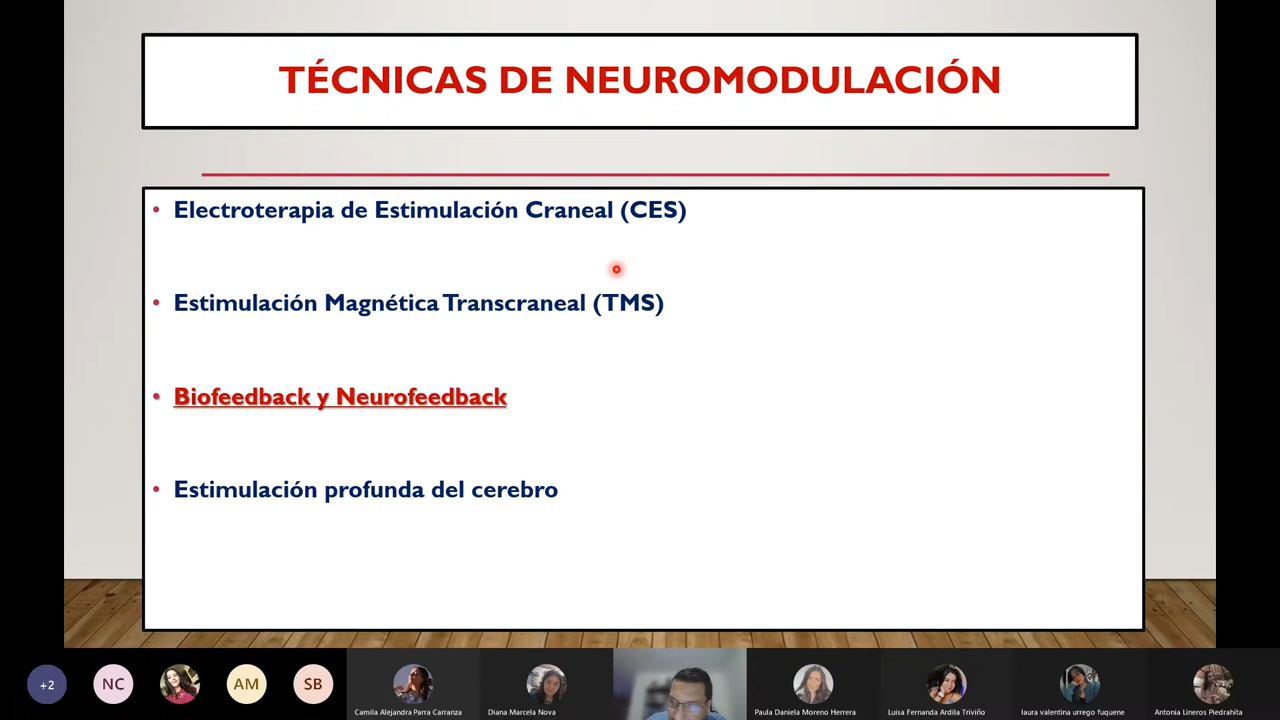 TÉCNICAS DE NEUROMODULACIÓN
• Electroterapia de Estimulación Craneal (CES)
• Estimulación Magnética Transcraneal (TMS)
• Biofeedback y Neurofeedback
• Estimulación profunda del cerebro
+2
NC
AM
SB
Camila Alejandra Parra Carranza
Diana Marcela Nova
Paula Daniela Moreno Herrera
Luisa Fernanda Ardila Triviño
laura valentina urrego fuquene
Antonia Lineros Piedrahíta